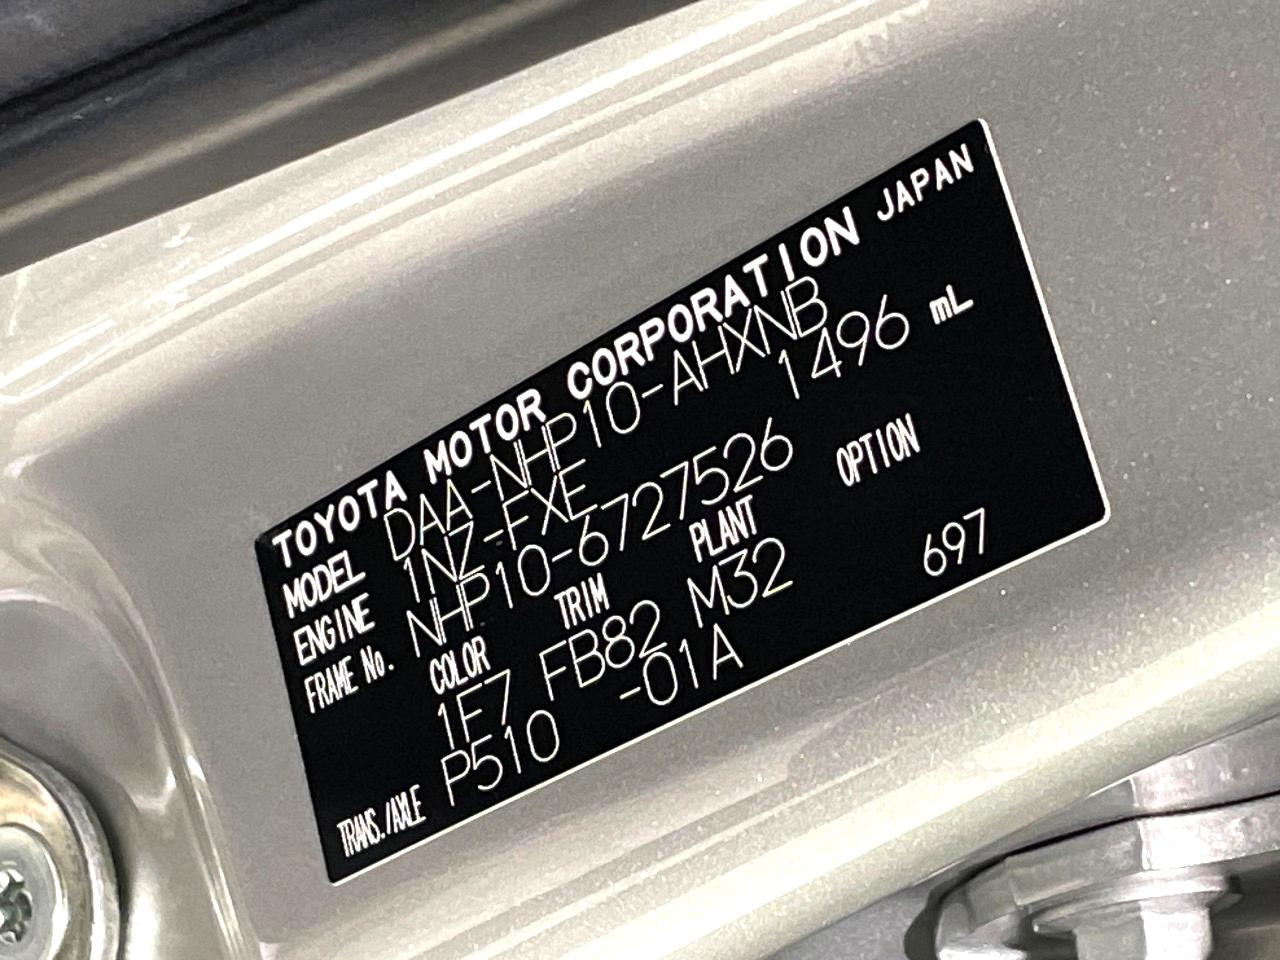 TOYOTA MOTOR CORPORATION JAPAN
MODEL DAA-NHP10-AHXNB
ENGINE 1NZ-FXE 1496 mL
FRAME No. NHP10-6727526
COLOR TRIM PLANT OPTION
1F7 FB82 M32 697
TRANS./AXLE P510 -01A